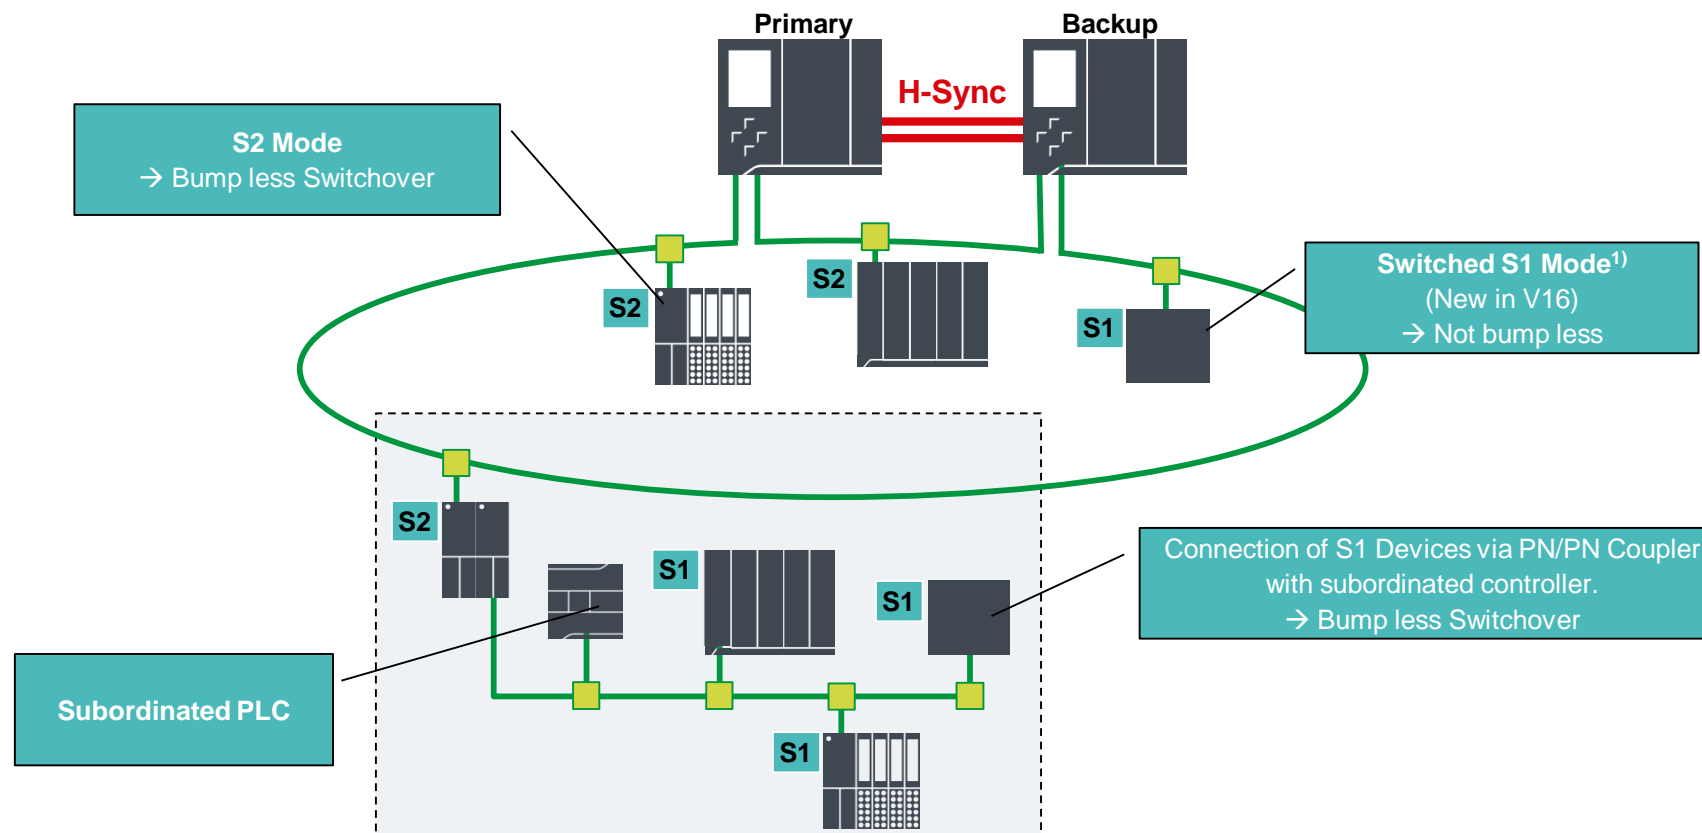 Primary
Backup
H-Sync
S2 Mode
→ Bump less Switchover
S2
S2
S1
Switched S1 Mode¹⁾
(New in V16)
→ Not bump less
S2
S1
S1
Connection of S1 Devices via PN/PN Coupler
with subordinated controller.
→ Bump less Switchover
Subordinated PLC
S1